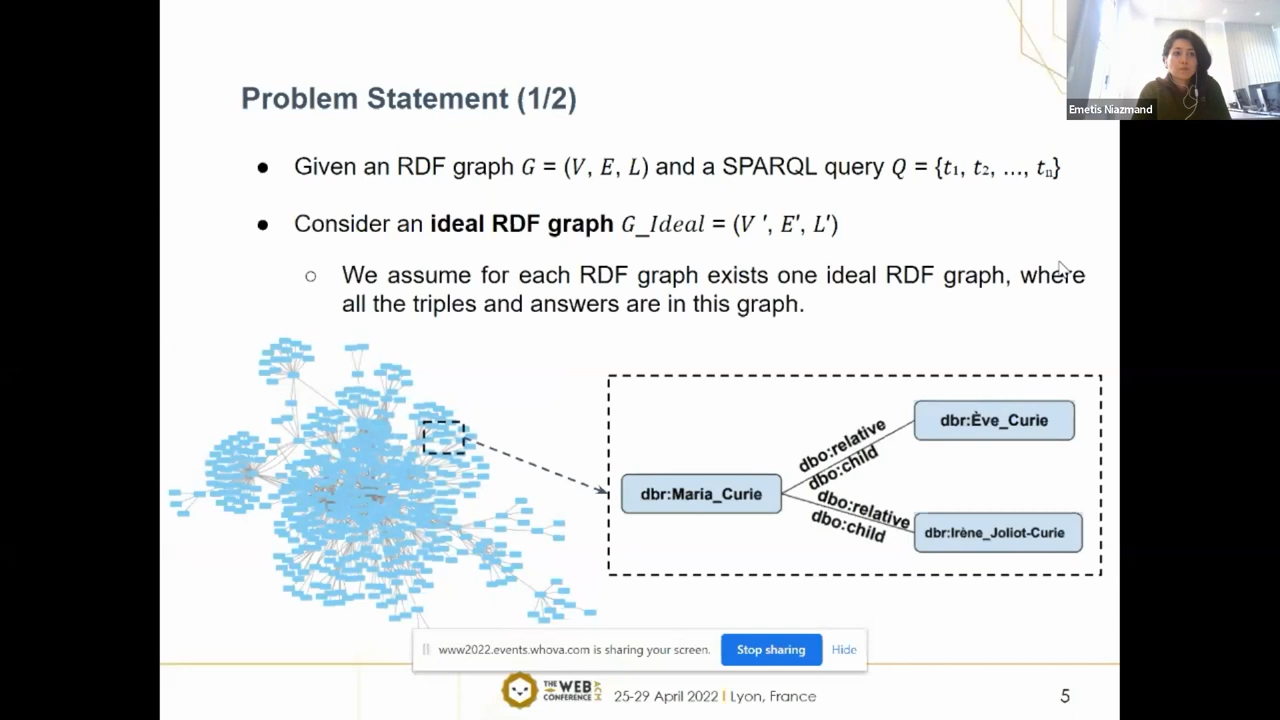 Emetis Niazmand
Problem Statement (1/2)
● Given an RDF graph G = (V, E, L) and a SPARQL query Q = {t₁, t₂, ..., tₙ}
● Consider an ideal RDF graph G_Ideal = (V ', E', L')
○ We assume for each RDF graph exists one ideal RDF graph, where
all the triples and answers are in this graph.
dbr:Maria_Curie
dbo:relative
dbo:child
dbr:Ève_Curie
dbo:relative
dbo:child
dbr:Irène_Joliot-Curie
www2022.events.whova.com is sharing your screen.
Stop sharing
Hide
THE WEB CONFERENCE ACM
25-29 April 2022 | Lyon, France
5